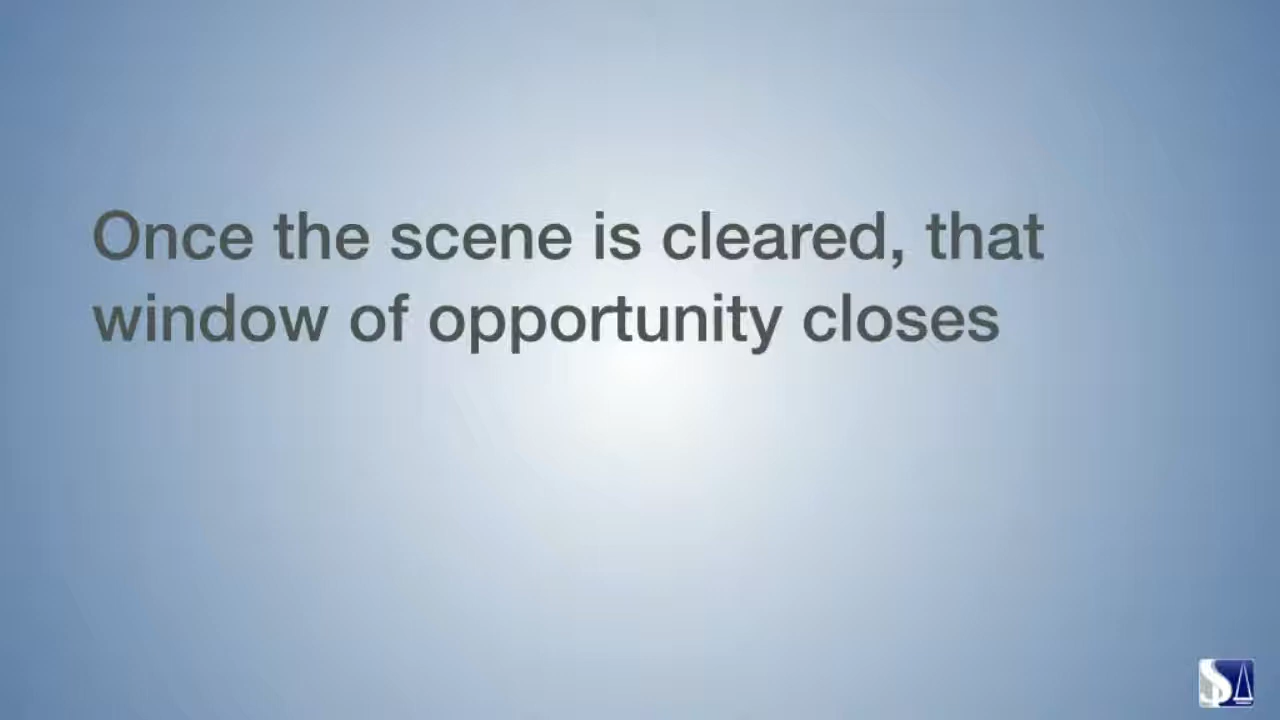 Once the scene is cleared, that
window of opportunity closes